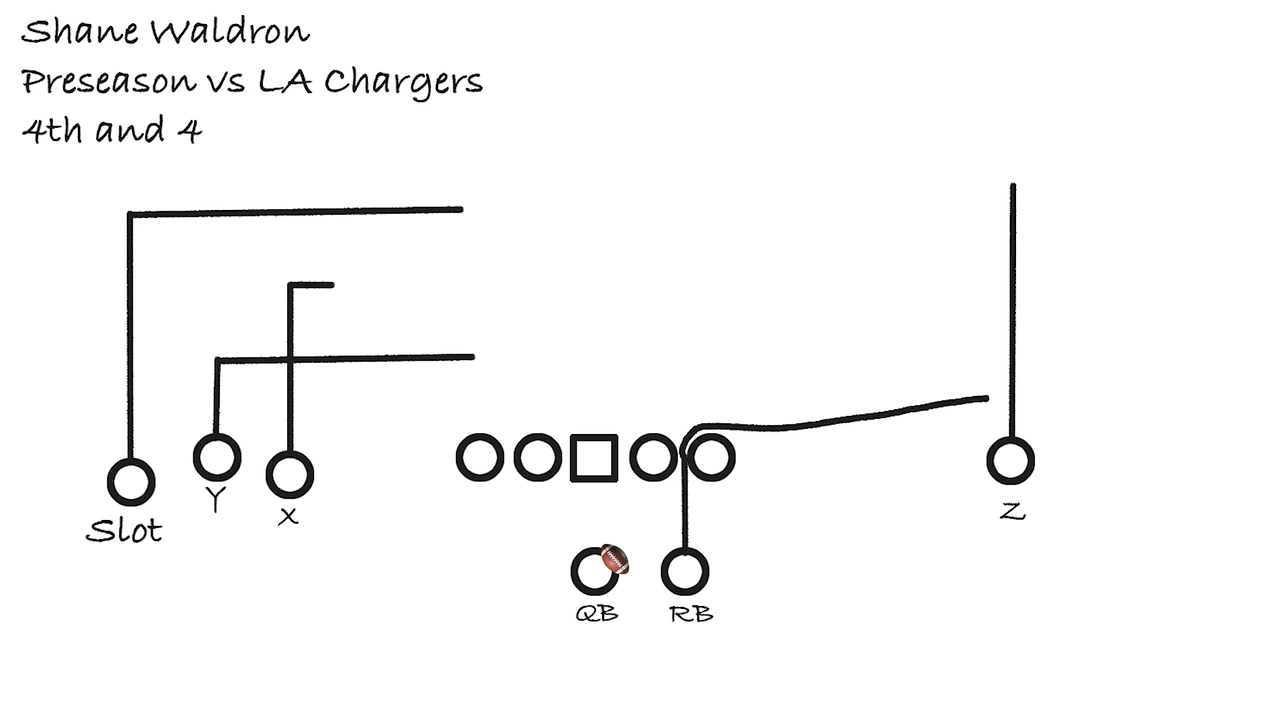 Shane Waldron
Preseason vs LA Chargers
4th and 4
Slot
Y
X
Z
QB
RB